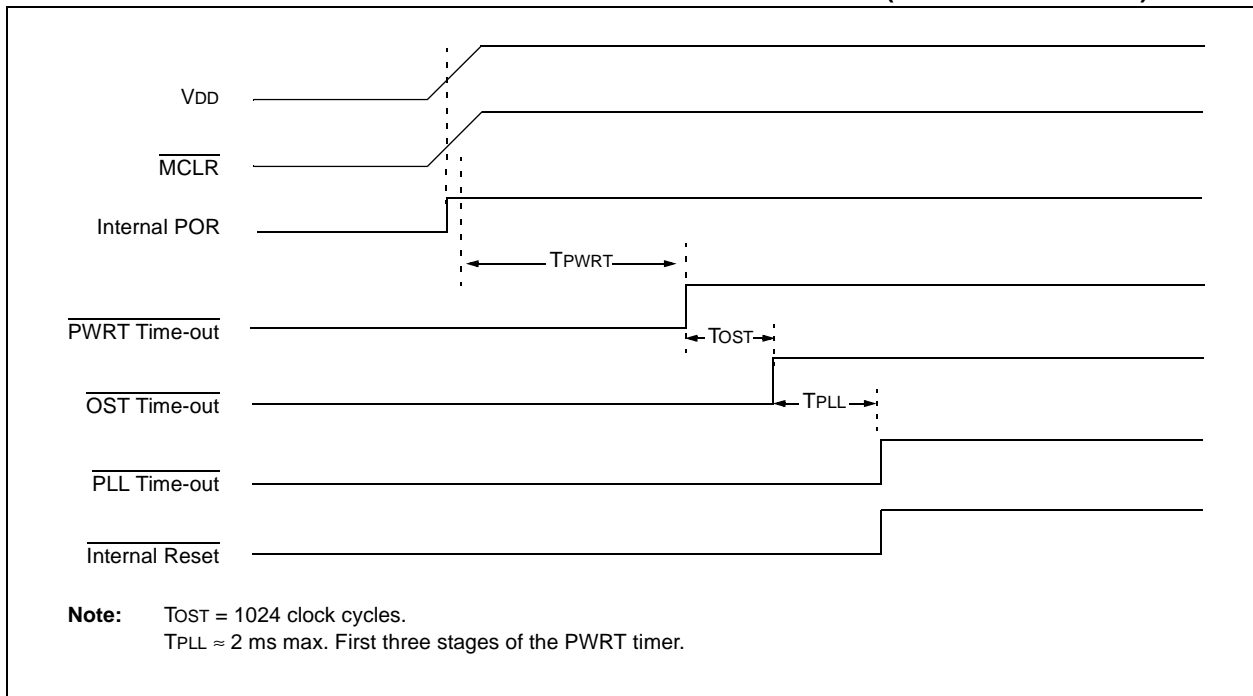 VDD
MCLR
Internal POR
TPWRT
PWRT Time-out
TOST
OST Time-out
TPLL
PLL Time-out
Internal Reset
Note: TOST = 1024 clock cycles.
TPLL ≈ 2 ms max. First three stages of the PWRT timer.